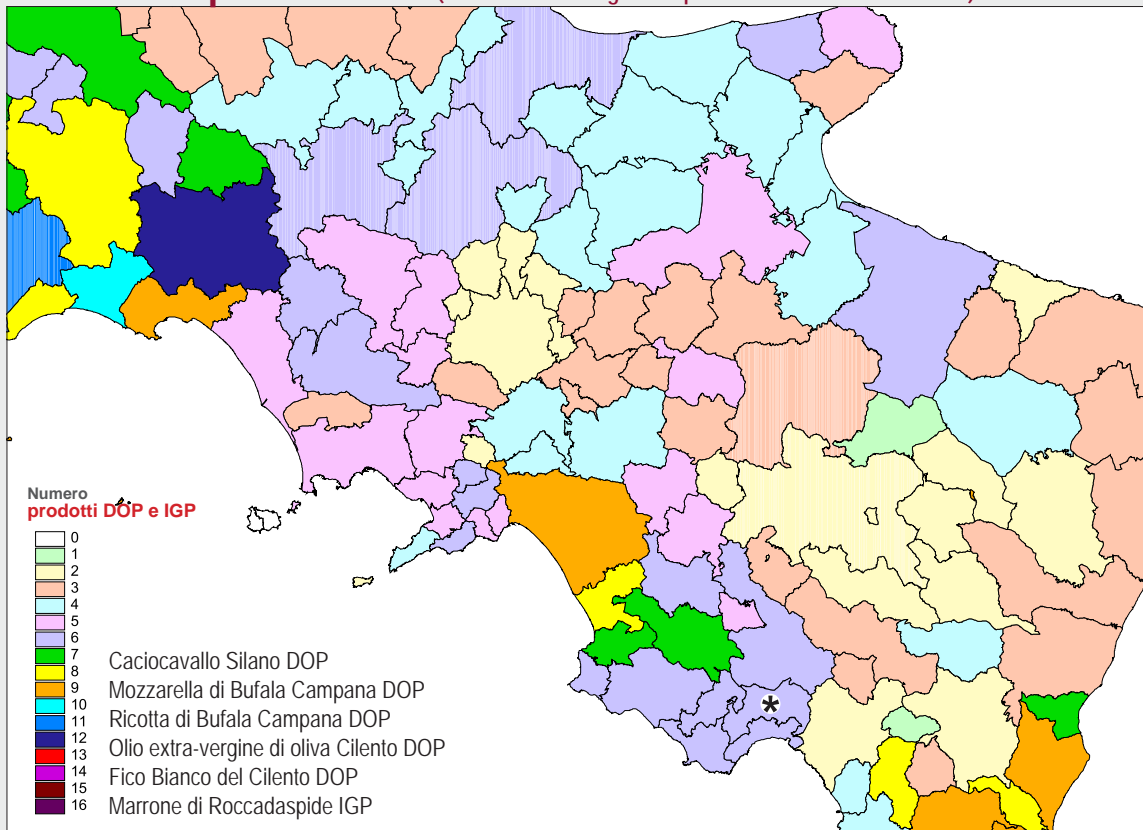 Numero
prodotti DOP e IGP
0
1
2
3
4
5
6
7
8
9
10
11
12
13
14
15
16
Caciocavallo Silano DOP
Mozzarella di Bufala Campana DOP
Ricotta di Bufala Campana DOP
Olio extra-vergine di oliva Cilento DOP
Fico Bianco del Cilento DOP
Marrone di Roccadaspide IGP
*